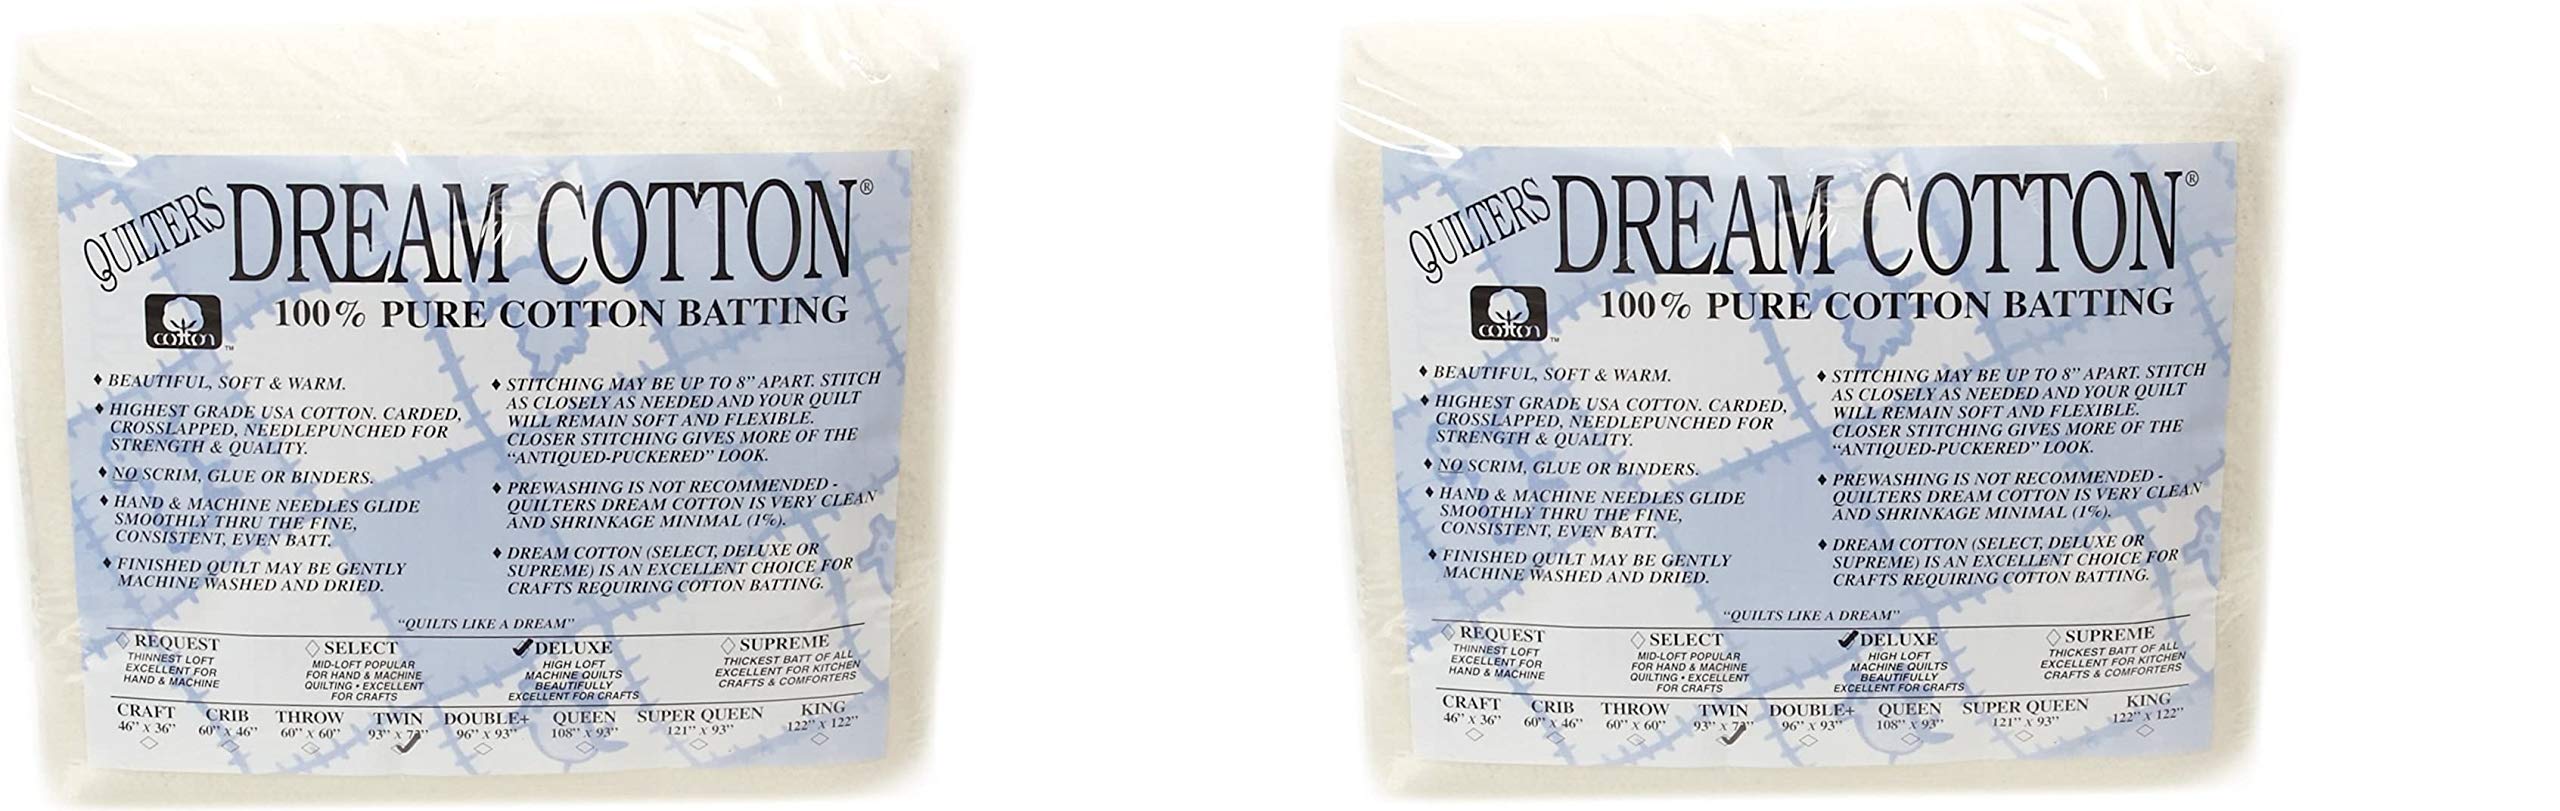 QUILTERS DREAM COTTON®
100% PURE COTTON BATTING
cotton ™
♦ BEAUTIFUL, SOFT & WARM.
♦ HIGHEST GRADE USA COTTON. CARDED,
CROSSLAPPED, NEEDLEPUNCHED FOR
STRENGTH & QUALITY.
♦ NO SCRIM, GLUE OR BINDERS.
♦ HAND & MACHINE NEEDLES GLIDE
SMOOTHLY THRU THE FINE,
CONSISTENT, EVEN BATT.
♦ FINISHED QUILT MAY BE GENTLY
MACHINE WASHED AND DRIED.
♦ STITCHING MAY BE UP TO 8” APART. STITCH
AS CLOSELY AS NEEDED AND YOUR QUILT
WILL REMAIN SOFT AND FLEXIBLE.
CLOSER STITCHING GIVES MORE OF THE
“ANTIQUED-PUCKERED” LOOK.
♦ PREWASHING IS NOT RECOMMENDED -
QUILTERS DREAM COTTON IS VERY CLEAN
AND SHRINKAGE MINIMAL (1%).
♦ DREAM COTTON (SELECT, DELUXE OR
SUPREME) IS AN EXCELLENT CHOICE FOR
CRAFTS REQUIRING COTTON BATTING.
“QUILTS LIKE A DREAM”
REQUEST
THINNEST LOFT
EXCELLENT FOR
HAND & MACHINE
SELECT
MID-LOFT POPULAR
FOR HAND & MACHINE
QUILTING • EXCELLENT
FOR CRAFTS
DELUXE
HIGH LOFT
MACHINE QUILTS
BEAUTIFULLY
EXCELLENT FOR CRAFTS
SUPREME
THICKEST BATT OF ALL
EXCELLENT FOR KITCHEN
CRAFTS & COMFORTERS
CRAFT
46” x 36”
CRIB
60” x 46”
THROW
60” x 60”
TWIN
93” x 72”
DOUBLE+
96” x 93”
QUEEN
108” x 93”
SUPER QUEEN
121” x 93”
KING
122” x 122”
QUILTERS DREAM COTTON®
100% PURE COTTON BATTING
cotton ™
♦ BEAUTIFUL, SOFT & WARM.
♦ HIGHEST GRADE USA COTTON. CARDED,
CROSSLAPPED, NEEDLEPUNCHED FOR
STRENGTH & QUALITY.
♦ NO SCRIM, GLUE OR BINDERS.
♦ HAND & MACHINE NEEDLES GLIDE
SMOOTHLY THRU THE FINE,
CONSISTENT, EVEN BATT.
♦ FINISHED QUILT MAY BE GENTLY
MACHINE WASHED AND DRIED.
♦ STITCHING MAY BE UP TO 8” APART. STITCH
AS CLOSELY AS NEEDED AND YOUR QUILT
WILL REMAIN SOFT AND FLEXIBLE.
CLOSER STITCHING GIVES MORE OF THE
“ANTIQUED-PUCKERED” LOOK.
♦ PREWASHING IS NOT RECOMMENDED -
QUILTERS DREAM COTTON IS VERY CLEAN
AND SHRINKAGE MINIMAL (1%).
♦ DREAM COTTON (SELECT, DELUXE OR
SUPREME) IS AN EXCELLENT CHOICE FOR
CRAFTS REQUIRING COTTON BATTING.
“QUILTS LIKE A DREAM”
REQUEST
THINNEST LOFT
EXCELLENT FOR
HAND & MACHINE
SELECT
MID-LOFT POPULAR
FOR HAND & MACHINE
QUILTING • EXCELLENT
FOR CRAFTS
DELUXE
HIGH LOFT
MACHINE QUILTS
BEAUTIFULLY
EXCELLENT FOR CRAFTS
SUPREME
THICKEST BATT OF ALL
EXCELLENT FOR KITCHEN
CRAFTS & COMFORTERS
CRAFT
46” x 36”
CRIB
60” x 46”
THROW
60” x 60”
TWIN
93” x 72”
DOUBLE+
96” x 93”
QUEEN
108” x 93”
SUPER QUEEN
121” x 93”
KING
122” x 122”